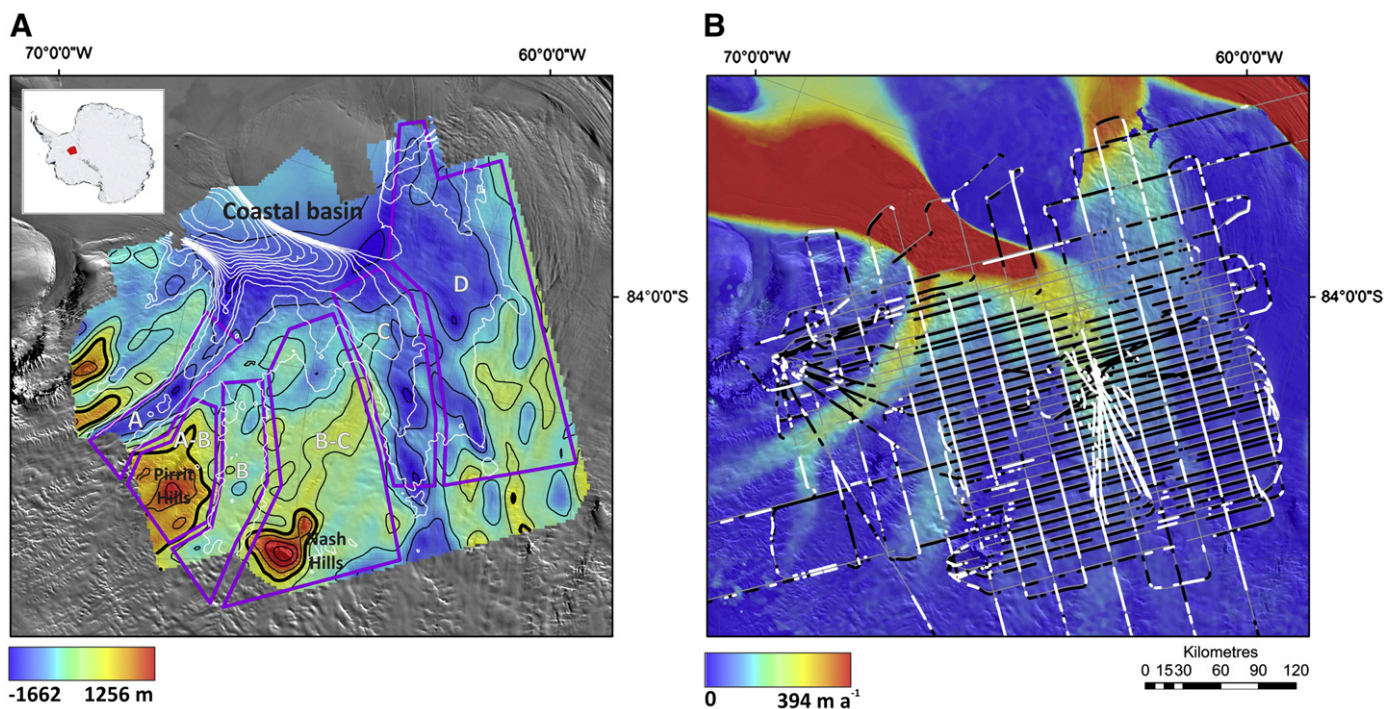 A
B
70°0'0"W
60°0'0"W
70°0'0"W
60°0'0"W
Coastal basin
D
84°0'0"S
84°0'0"S
C
A
A-B
B-C
B
Pirrit
Hills
Nash
Hills
-1662
1256 m
0
394 m a⁻¹
Kilometres
0 15 30 60 90 120